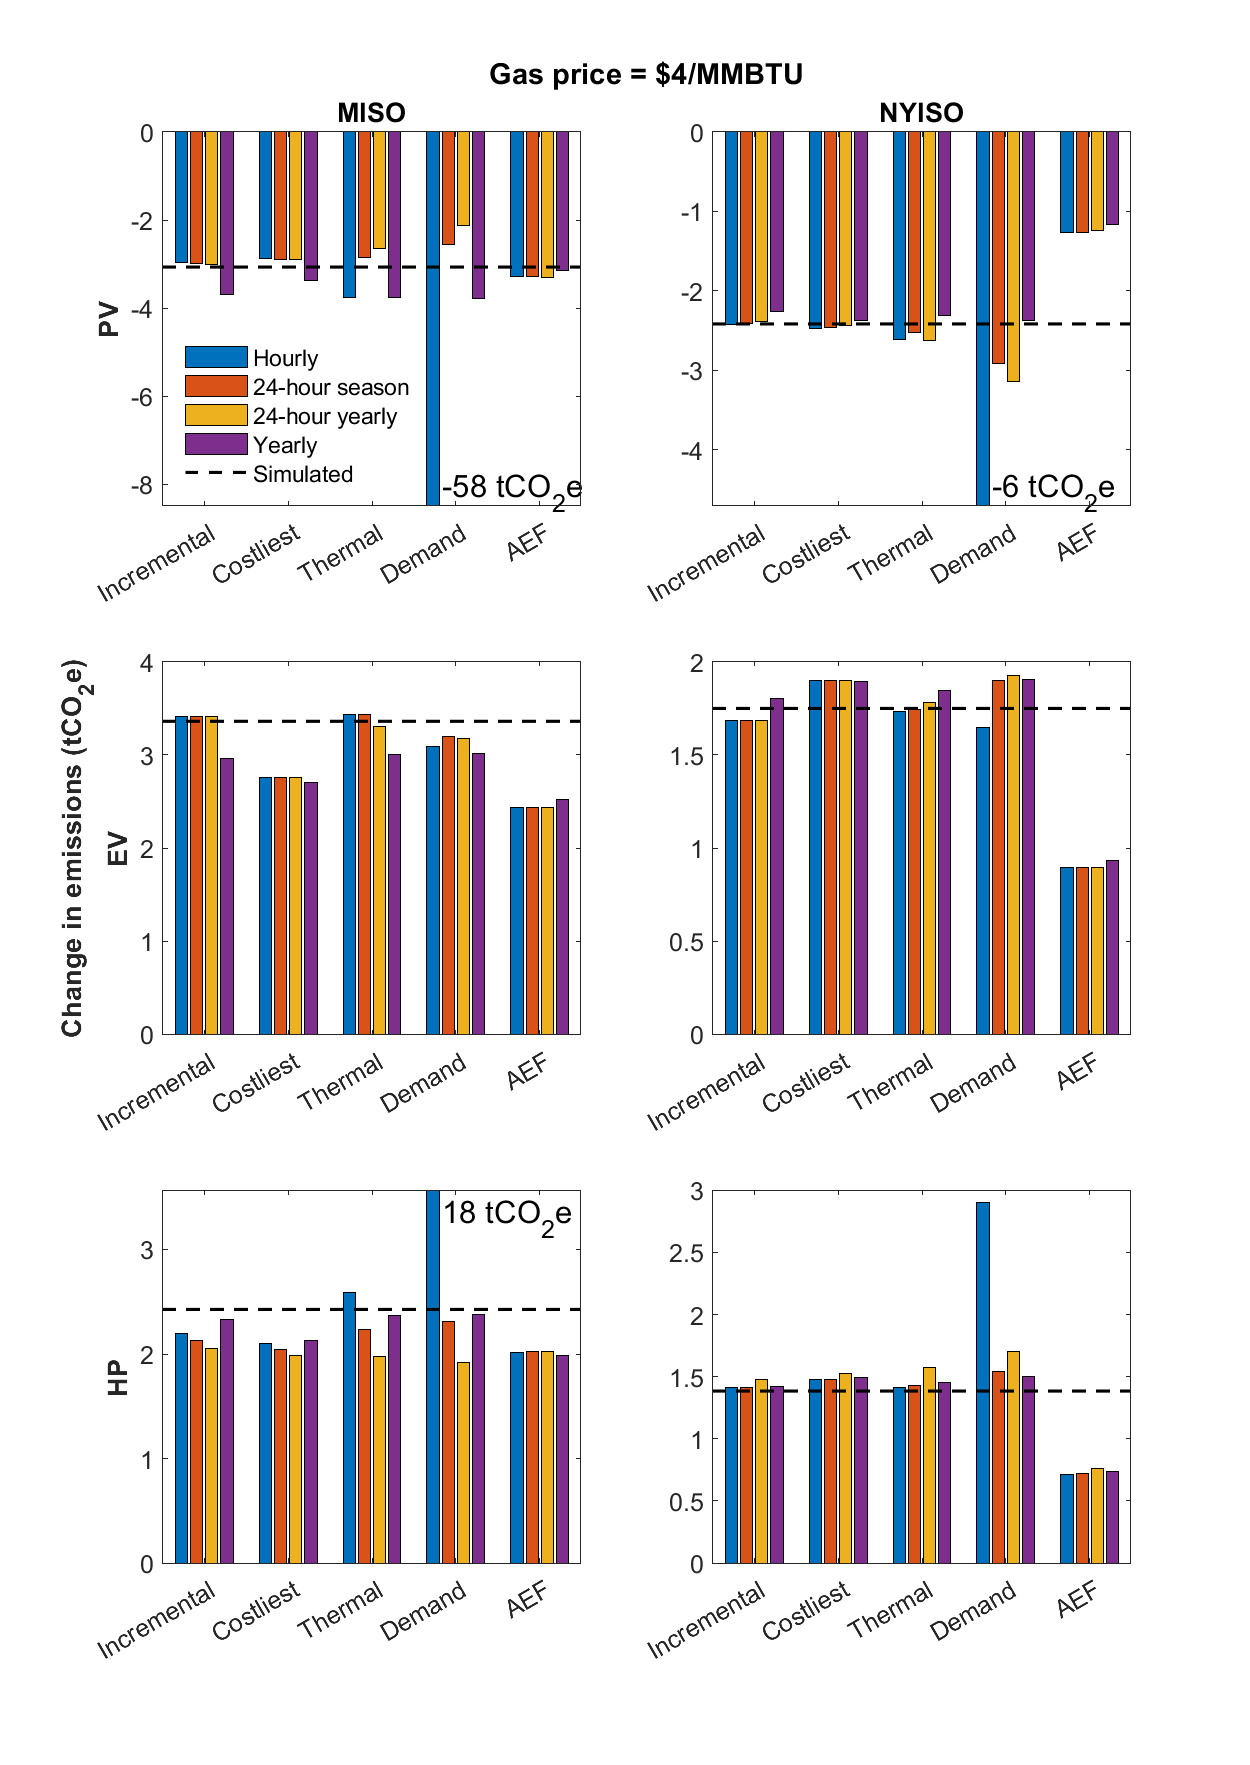 Gas price = $4/MMBTU
MISO
0
-2
-4
-6
-8
PV
Hourly
24-hour season
24-hour yearly
Yearly
Simulated
-58 tCO2e
Incremental
Costliest
Thermal
Demand
AEF
NYISO
0
-1
-2
-3
-4
-6 tCO2e
Incremental
Costliest
Thermal
Demand
AEF
Change in emissions (tCO2e)
EV
4
3
2
1
0
Incremental
Costliest
Thermal
Demand
AEF
2
1.5
1
0.5
0
Incremental
Costliest
Thermal
Demand
AEF
HP
3
2
1
0
18 tCO2e
Incremental
Costliest
Thermal
Demand
AEF
3
2.5
2
1.5
1
0.5
0
Incremental
Costliest
Thermal
Demand
AEF